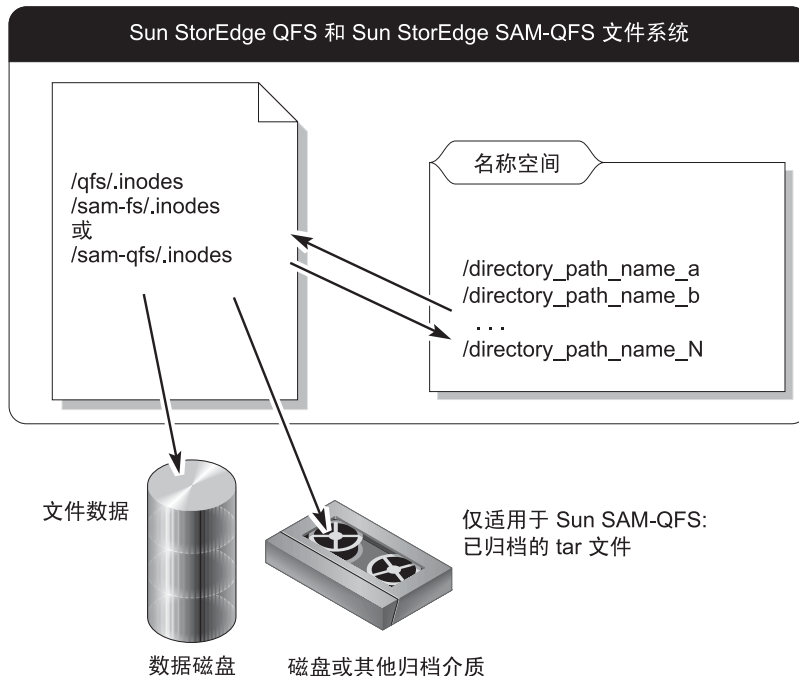 Sun StorEdge QFS 和 Sun StorEdge SAM-QFS 文件系统
/qfs/.inodes
/sam-fs/.inodes
或
/sam-qfs/.inodes
名称空间
/directory_path_name_a
/directory_path_name_b
. . .
/directory_path_name_N
文件数据
仅适用于 Sun SAM-QFS:
已归档的 tar 文件
数据磁盘
磁盘或其他归档介质